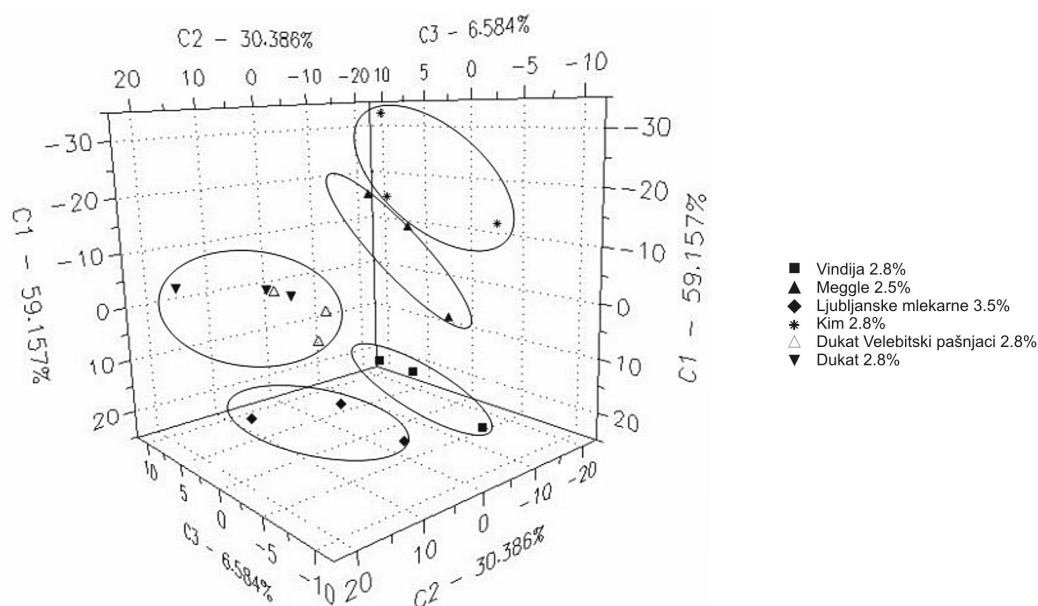 C2 - 30.386%
C3 - 6.584%
20 10 0 -10 -20
10 5 0 -5 -10
-30
-20
-10
0
10
20
C1 - 59.157%
-30
-20
-10
0
10
20
C1 - 59.157%
10 5 0 -5 -10
C3 - 6.584%
20 10 0 -10 -20
C2 - 30.386%
Vindija 2.8%
Meggle 2.5%
Ljubljanske mlekarne 3.5%
Kim 2.8%
Dukat Velebitski pašnjaci 2.8%
Dukat 2.8%